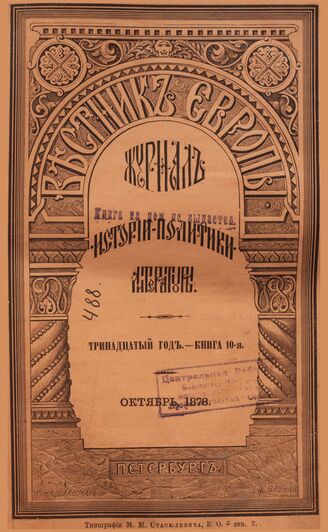 ВѢСТНИКЪ ЕВРОПЫ
ЖУРНАЛЪ
Книга на дом не выдается.
ИСТОРІИ-ПОЛИТИКИ
ЛИТЕРАТУРЫ.
488.
ТРИНАДЦАТЫЙ ГОДЪ.—КНИГА 10-я.
Центральная
ОКТЯБРЬ, 1878.
ПЕТЕРБУРГЪ.
Типографія М. М. Стасюлевича, В. О. 2 лин. 7.